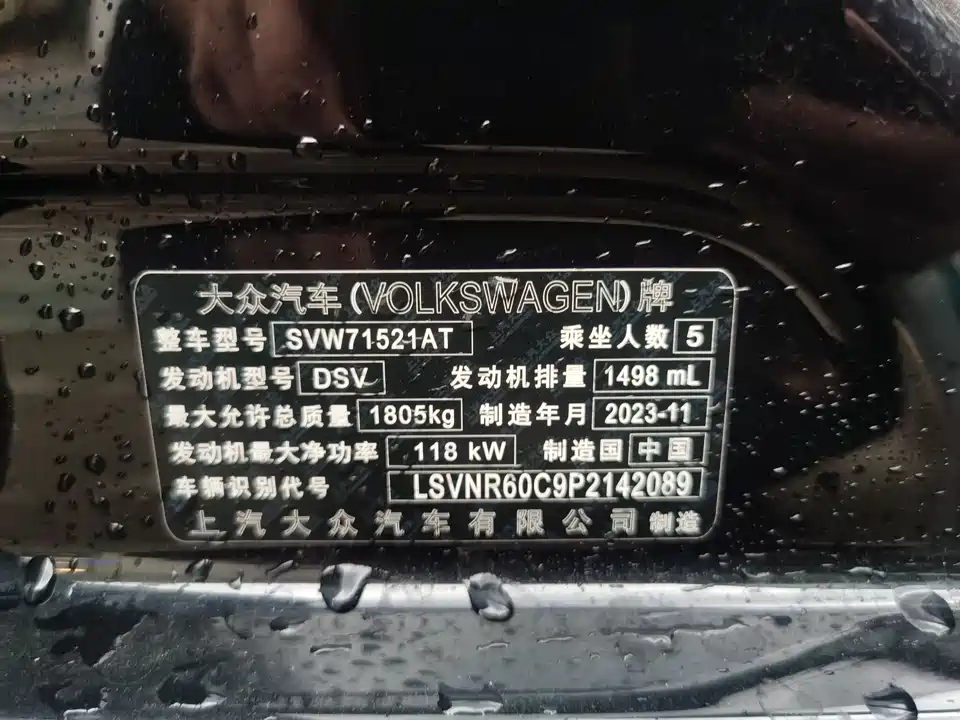 大众汽车(VOLKSWAGEN)牌
整车型号 SVW71521AT 乘坐人数 5
发动机型号 DSV 发动机排量 1498 mL
最大允许总质量 1805kg 制造年月 2023-11
发动机最大净功率 118 kW 制造国 中国
车辆识别代号 LSVNR60C9P2142089
上汽大众汽车有限公司 制造